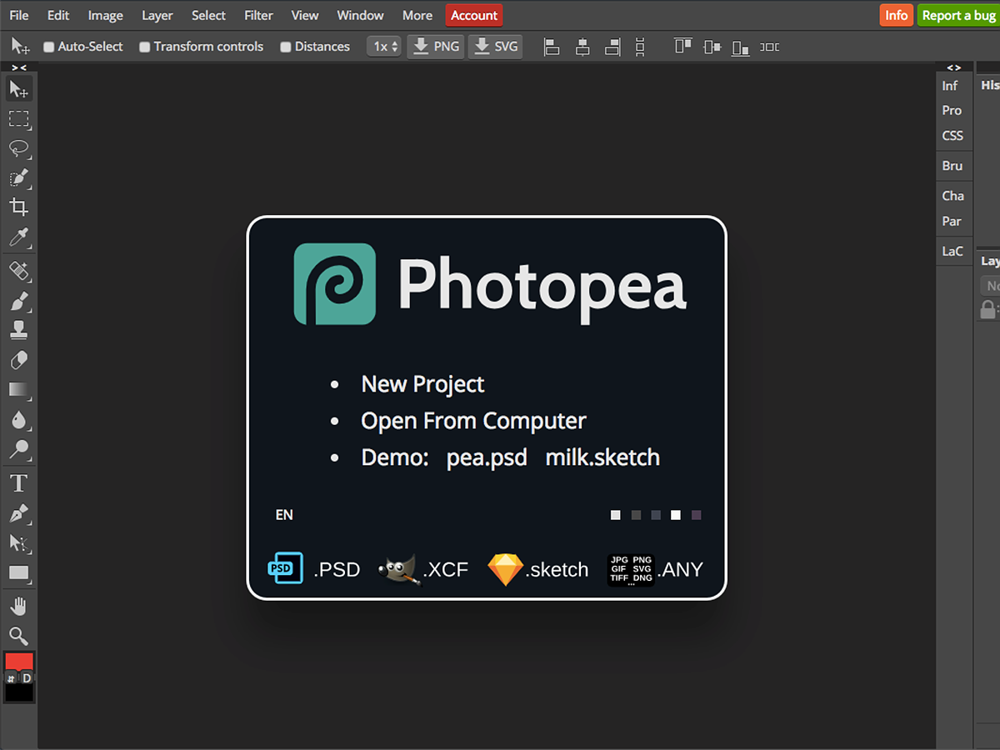 File Edit Image Layer Select Filter View Window More Account Info Report a bug
Auto-Select Transform controls Distances 1x PNG SVG
> <
< >
Inf
His
Pro
CSS
Bru
Cha
Par
LaC
Lay
No
Photopea
New Project
Open From Computer
Demo: pea.psd milk.sketch
EN
PSD .PSD .XCF .sketch JPG PNG GIF SVG TIFF DNG ... .ANY
T
D